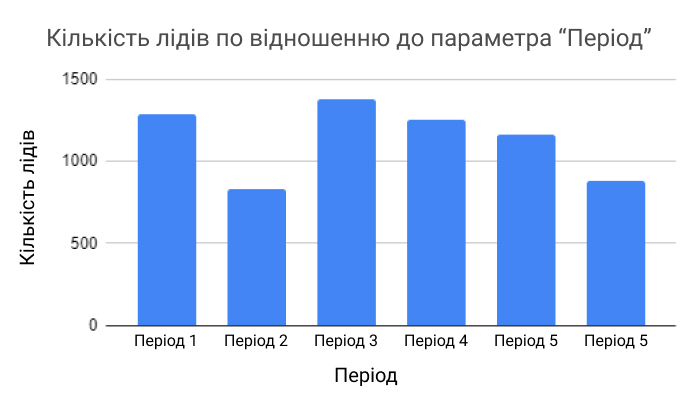 Кількість лідів по відношенню до параметра “Період”
1500
1000
500
0
Кількість лідів
Період 1
Період 2
Період 3
Період 4
Період 5
Період 5
Період